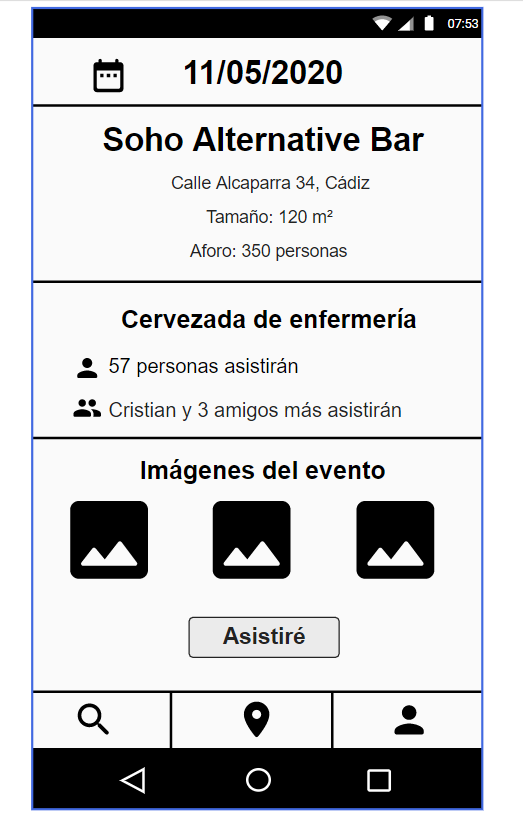 07:53
11/05/2020
Soho Alternative Bar
Calle Alcaparra 34, Cádiz
Tamaño: 120 m²
Aforo: 350 personas
Cervezada de enfermería
57 personas asistirán
Cristian y 3 amigos más asistirán
Imágenes del evento
Asistiré